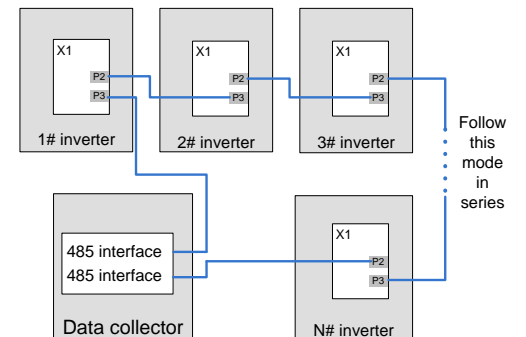 X1
P2
P3
1# inverter
X1
P2
P3
2# inverter
X1
P2
P3
3# inverter
Follow
this
mode
in
series
485 interface
485 interface
Data collector
X1
P2
P3
N# inverter